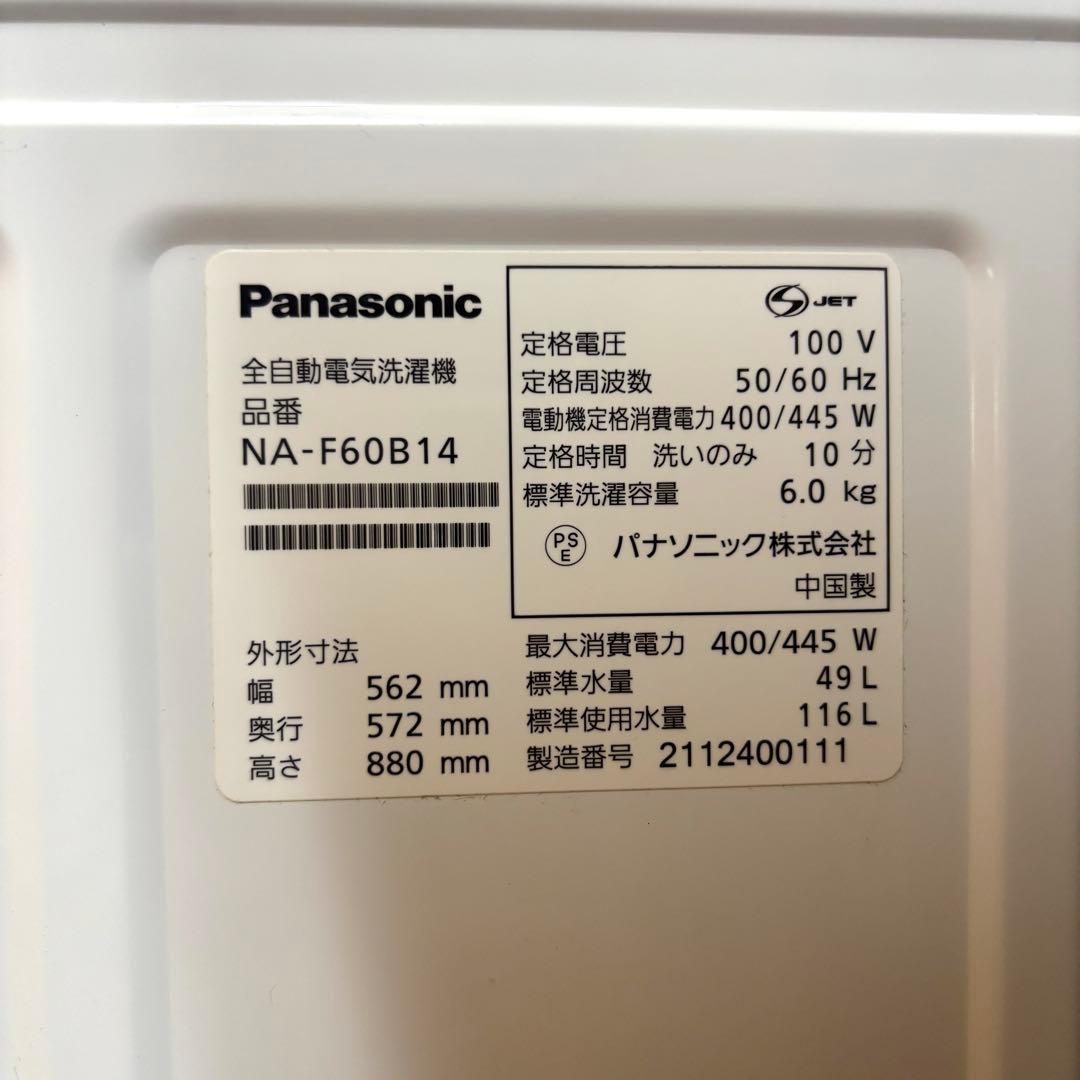 Panasonic
全自動電気洗濯機
品番
NA-F60B14
JET
定格電圧 100 V
定格周波数 50/60 Hz
電動機定格消費電力 400/445 W
定格時間 洗いのみ 10 分
標準洗濯容量 6.0 kg
PS
E
パナソニック株式会社
中国製
外形寸法
幅 562 mm
奥行 572 mm
高さ 880 mm
最大消費電力 400/445 W
標準水量 49 L
標準使用水量 116 L
製造番号 2112400111